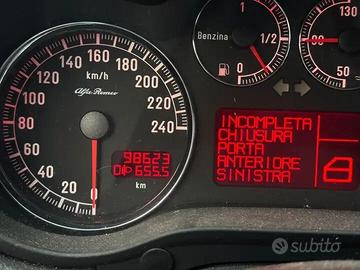 Benzina
1
1/2
0
130
90
50
20
40
60
80
100
120
140
160
180
200
220
240
0
km/h
Alfa Romeo
98623
655.5
km
INCOMPLETA
CHIUSURA
PORTA
ANTERIORE
SINISTRA
subito